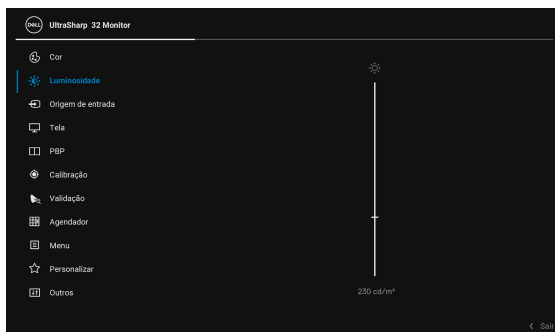 DELL UltraSharp 32 Monitor
Cor
Luminosidade
Origem de entrada
Tela
PBP
Calibração
Validação
Agendador
Menu
Personalizar
Outros
230 cd/m²
Sair